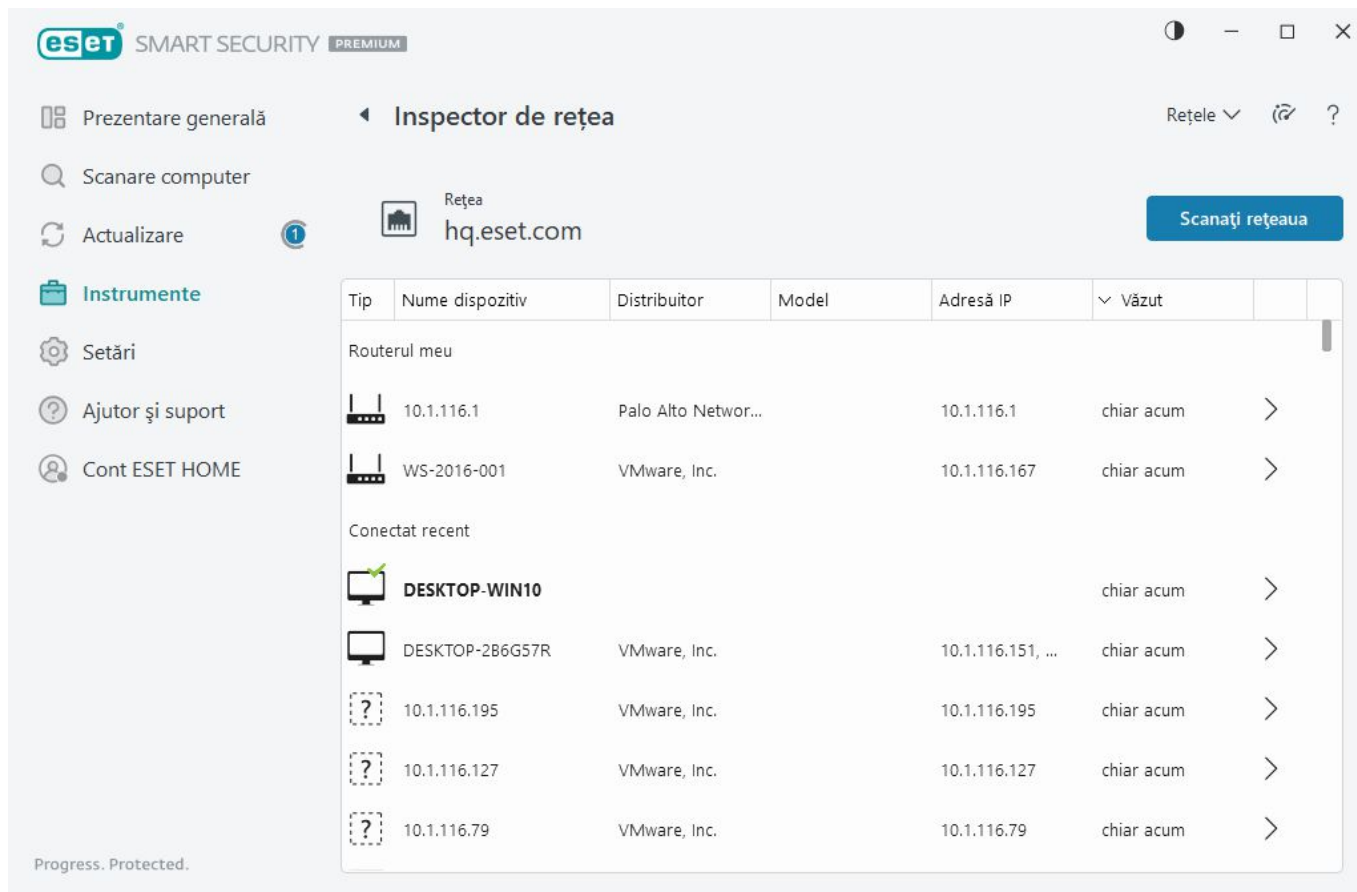 eset SMART SECURITY PREMIUM
Prezentare generală
Scanare computer
Actualizare 1
Instrumente
Setări
Ajutor şi suport
Cont ESET HOME
Progress. Protected.
Inspector de rețea
Rețele
?
Reţea
hq.eset.com
Scanaţi reţeaua
Tip Nume dispozitiv Distribuitor Model Adresă IP Văzut
Routerul meu
10.1.116.1 Palo Alto Networ... 10.1.116.1 chiar acum
WS-2016-001 VMware, Inc. 10.1.116.167 chiar acum
Conectat recent
DESKTOP-WIN10 chiar acum
DESKTOP-2B6G57R VMware, Inc. 10.1.116.151, ... chiar acum
? 10.1.116.195 VMware, Inc. 10.1.116.195 chiar acum
? 10.1.116.127 VMware, Inc. 10.1.116.127 chiar acum
? 10.1.116.79 VMware, Inc. 10.1.116.79 chiar acum